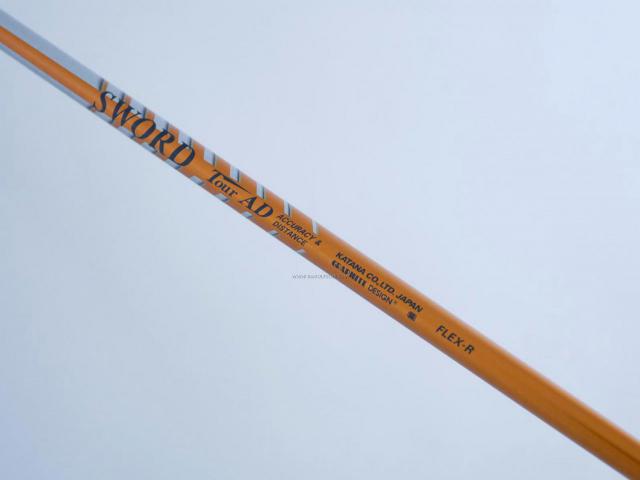 SWORD Tour AD
ACCURACY &
DISTANCE
KATANA CO., LTD. JAPAN
GRAPHITE DESIGN
FLEX-R